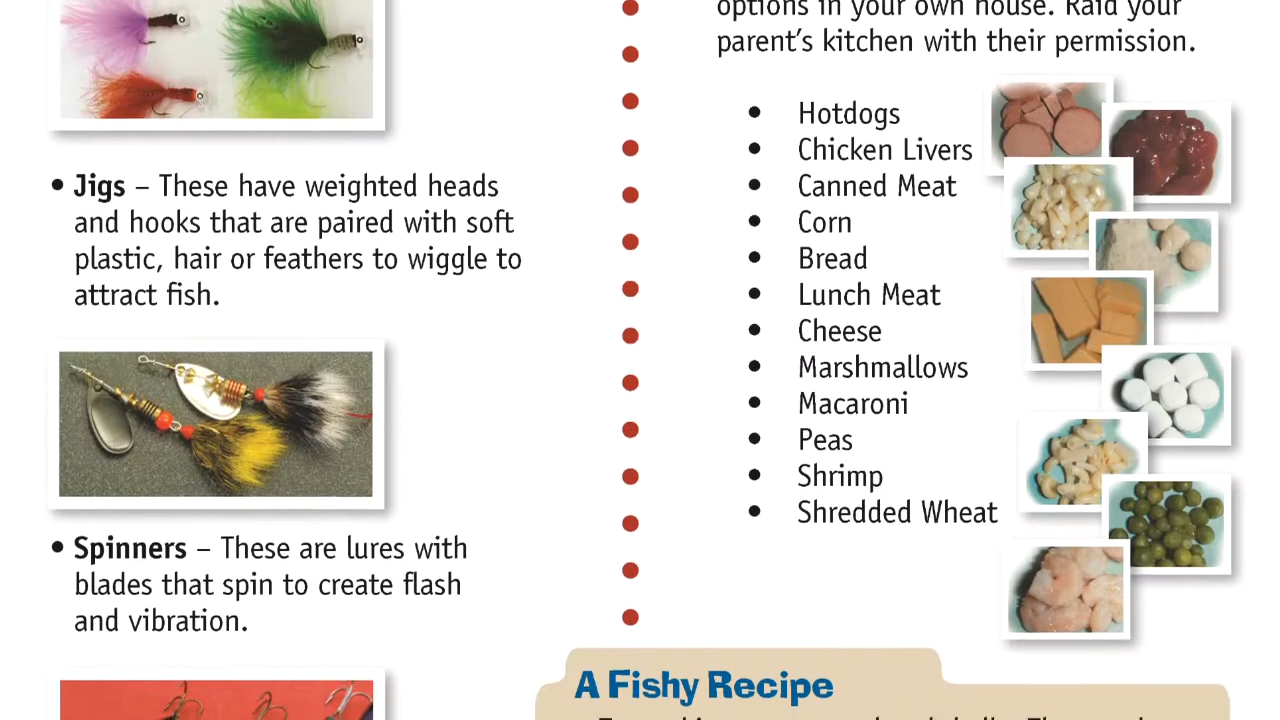 • Jigs – These have weighted heads
and hooks that are paired with soft
plastic, hair or feathers to wiggle to
attract fish.
• Spinners – These are lures with
blades that spin to create flash
and vibration.
options in your own house. Raid your
parent's kitchen with their permission.
• Hotdogs
• Chicken Livers
• Canned Meat
• Corn
• Bread
• Lunch Meat
• Cheese
• Marshmallows
• Macaroni
• Peas
• Shrimp
• Shredded Wheat
A Fishy Recipe